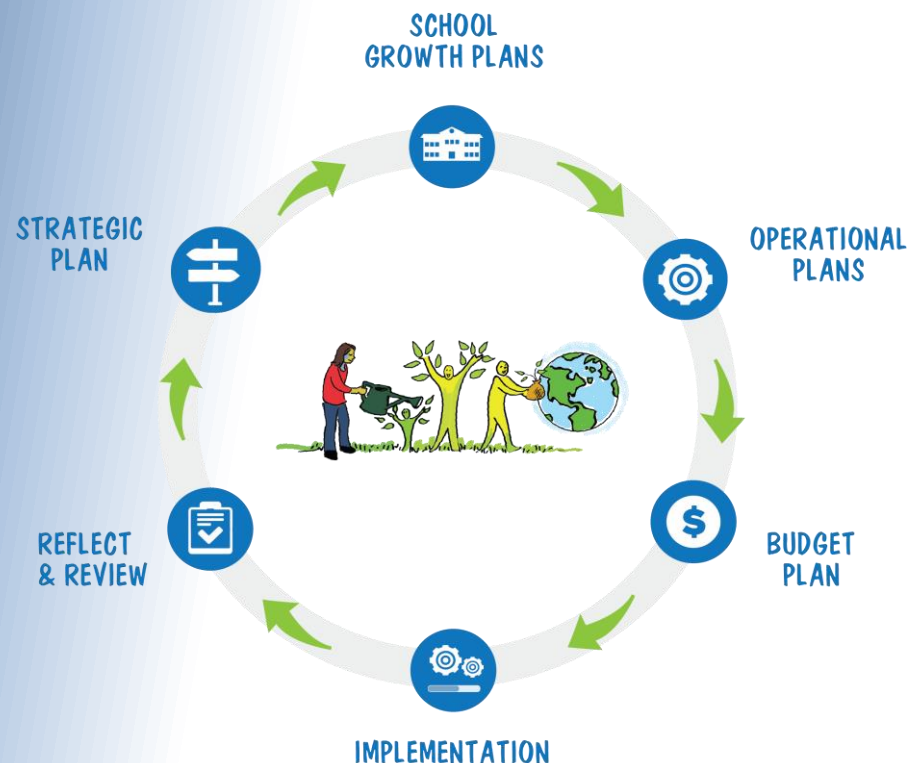 SCHOOL
GROWTH PLANS
OPERATIONAL
PLANS
BUDGET
PLAN
IMPLEMENTATION
REFLECT
& REVIEW
STRATEGIC
PLAN
$